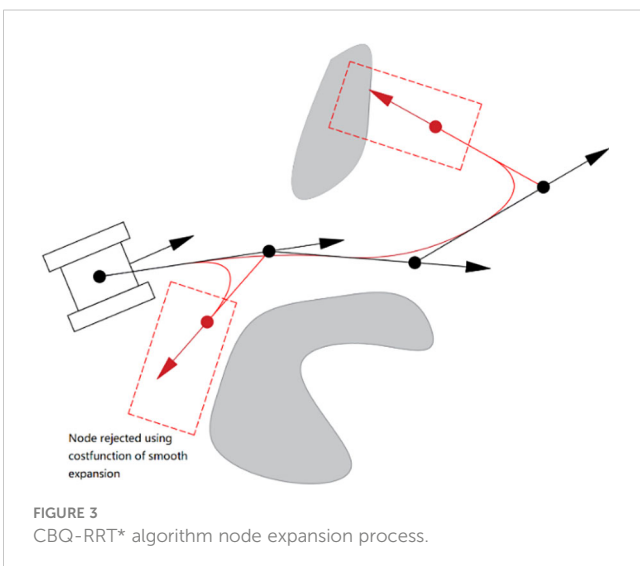 Node rejected using
costfunction of smooth
expansion
FIGURE 3
CBQ-RRT* algorithm node expansion process.